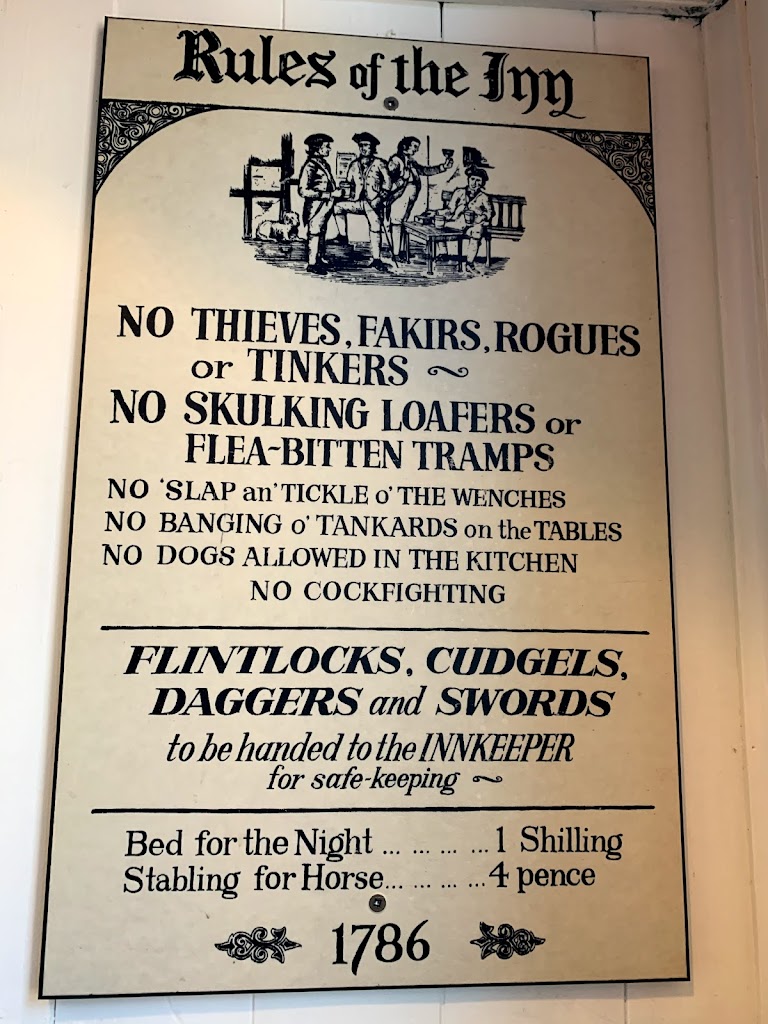 Rules of the Inn
NO THIEVES, FAKIRS, ROGUES
or TINKERS ~
NO SKULKING LOAFERS or
FLEA-BITTEN TRAMPS
NO 'SLAP an' TICKLE o' THE WENCHES
NO BANGING o' TANKARDS on the TABLES
NO DOGS ALLOWED IN THE KITCHEN
NO COCKFIGHTING
FLINTLOCKS, CUDGELS,
DAGGERS and SWORDS
to be handed to the INNKEEPER
for safe-keeping ~
Bed for the Night ... ... ... ... 1 Shilling
Stabling for Horse... ... ... ... 4 pence
1786